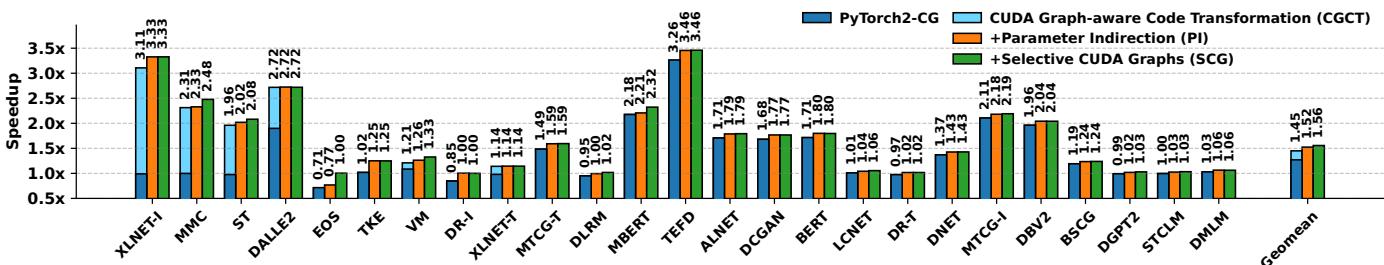 PyTorch2-CG
CUDA Graph-aware Code Transformation (CGCT)
+Parameter Indirection (PI)
+Selective CUDA Graphs (SCG)
Speedup
3.5x
3.0x
2.5x
2.0x
1.5x
1.0x
0.5x
3.11 3.33 3.33
2.31 2.33 2.48
1.96 2.02 2.08
2.72 2.72 2.72
0.71 0.77 1.00
1.02 1.25 1.25
1.21 1.26 1.33
0.85 1.00 1.00
1.14 1.14 1.14
1.49 1.59 1.59
0.95 1.00 1.02
2.18 2.21 2.32
3.26 3.46 3.46
1.71 1.79 1.79
1.68 1.77 1.77
1.71 1.80 1.80
1.01 1.04 1.06
0.97 1.02 1.02
1.37 1.43 1.43
2.11 2.18 2.19
1.96 2.04 2.04
1.19 1.24 1.24
0.99 1.02 1.03
1.00 1.03 1.03
1.03 1.06 1.06
1.45 1.52 1.56
XLNET-I
MMC
ST
DALLE2
EOS
TKE
VM
DR-I
XLNET-T
MTCG-T
DLRM
MBERT
TEFD
ALNET
DCGAN
BERT
LCNET
DR-T
DNET
MTCG-I
DBV2
BSCG
DGPT2
STCLM
DMLM
Geomean